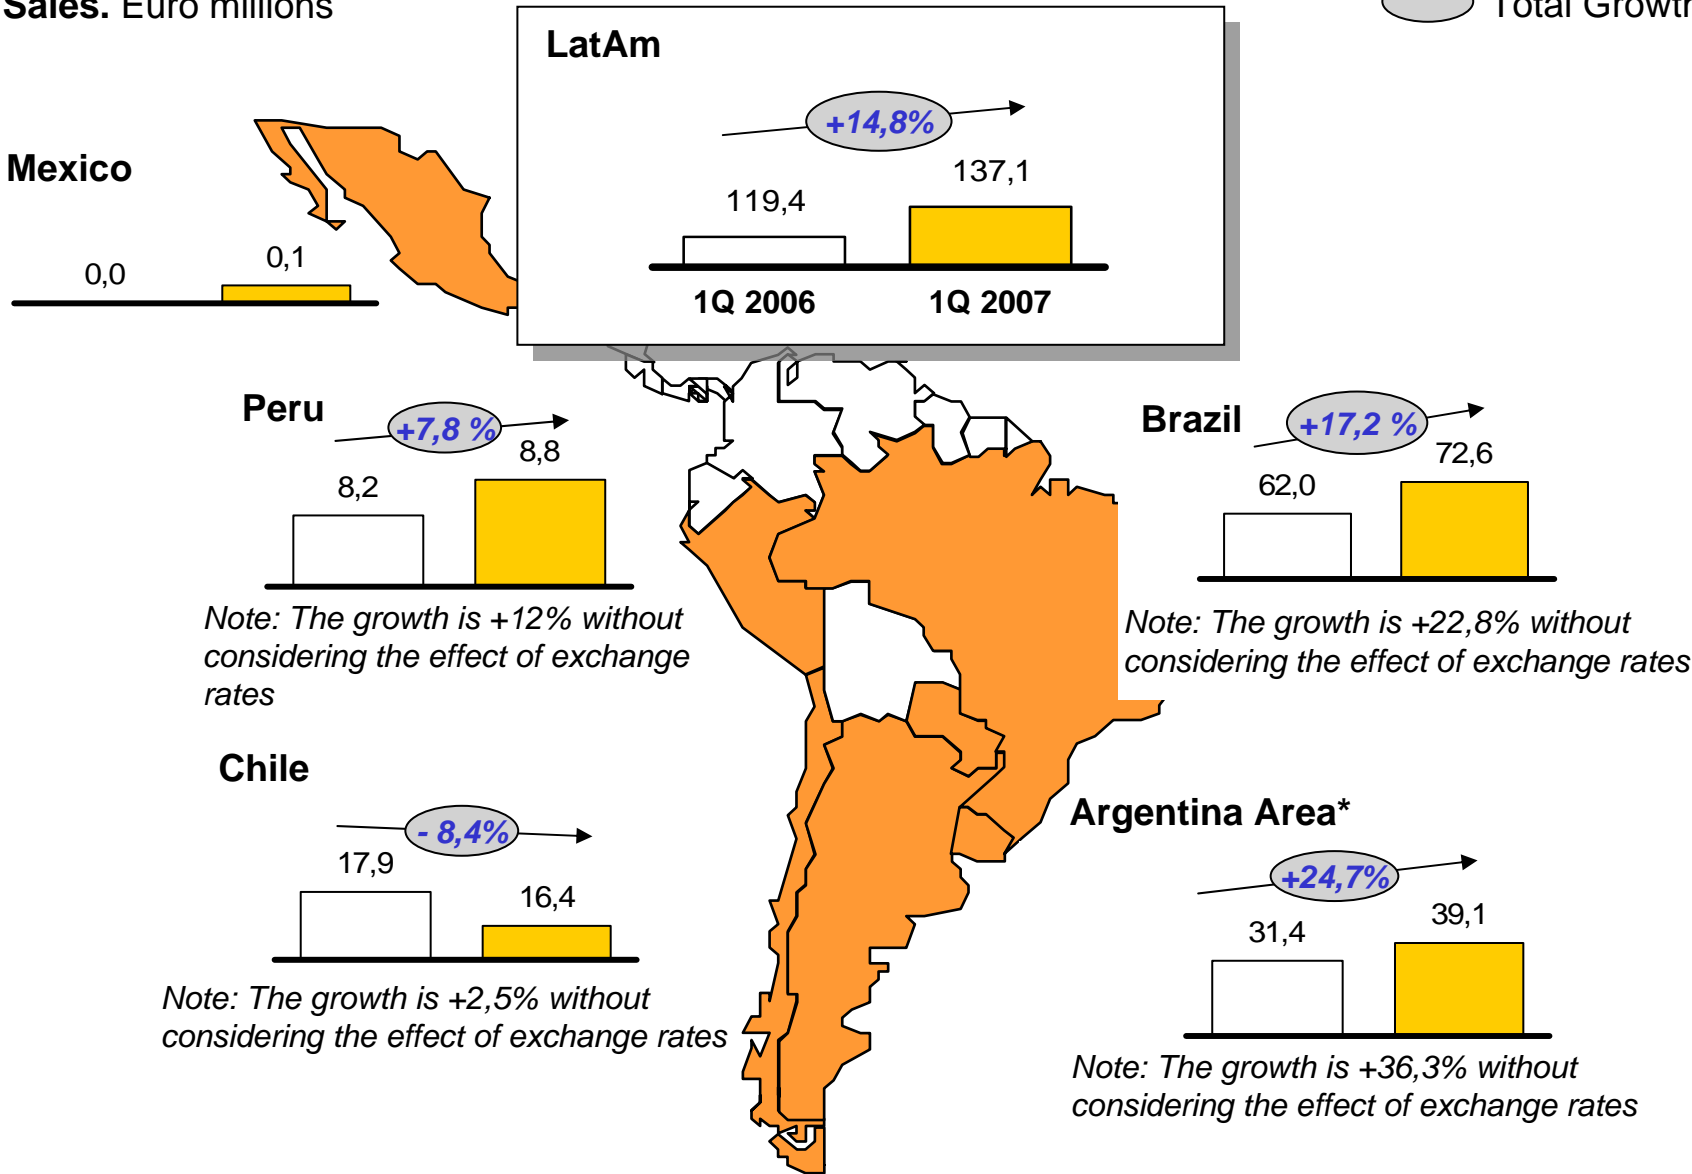 Sales. Euro millions
Total Growth
LatAm
+14,8%
119,4
137,1
1Q 2006
1Q 2007
Mexico
0,0
0,1
Peru
+7,8 %
8,2
8,8
Note: The growth is +12% without
considering the effect of exchange
rates
Brazil
+17,2 %
62,0
72,6
Note: The growth is +22,8% without
considering the effect of exchange rates
Chile
- 8,4%
17,9
16,4
Note: The growth is +2,5% without
considering the effect of exchange rates
Argentina Area*
+24,7%
31,4
39,1
Note: The growth is +36,3% without
considering the effect of exchange rates